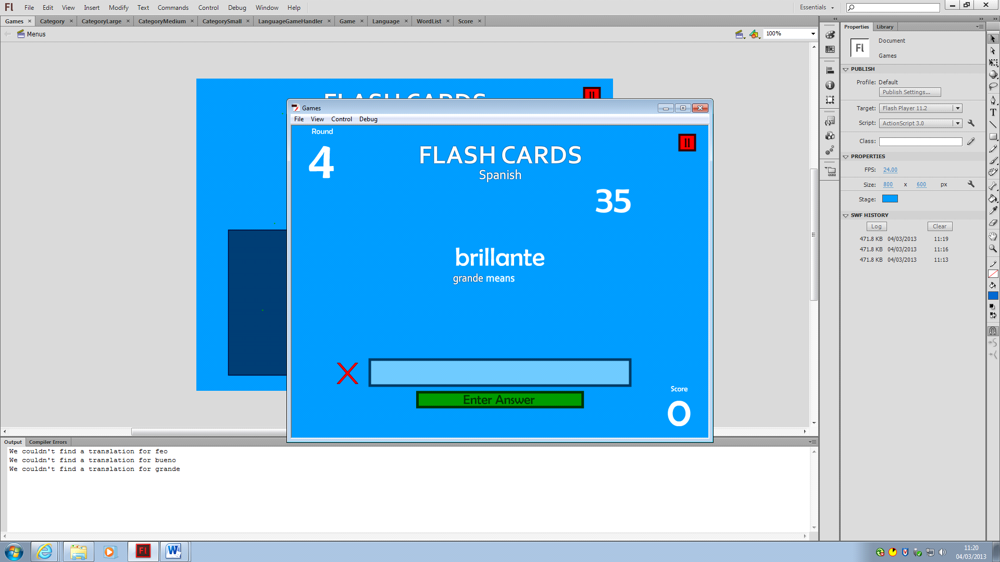 Fl File Edit View Insert Modify Text Commands Control Debug Window Help Essentials
Games Category CategoryLarge CategoryMedium CategorySmall LanguageGameHandler Game Language WordList Score
Menus 100%
Properties Library
Fl Document
Games
PUBLISH
Profile: Default
Publish Settings...
Target: Flash Player 11.2
Script: ActionScript 3.0
Class:
PROPERTIES
FPS: 24.00
Size: 800 x 600 px
Stage:
SWF HISTORY
Log Clear
471.8 KB 04/03/2013 11:19
471.8 KB 04/03/2013 11:16
471.8 KB 04/03/2013 11:13
FLASH CARDS
Games
File View Control Debug
Round
4
FLASH CARDS
Spanish
35
brillante
grande means
Enter Answer
Score
0
Output Compiler Errors
We couldn't find a translation for feo
We couldn't find a translation for bueno
We couldn't find a translation for grande
11:20
04/03/2013